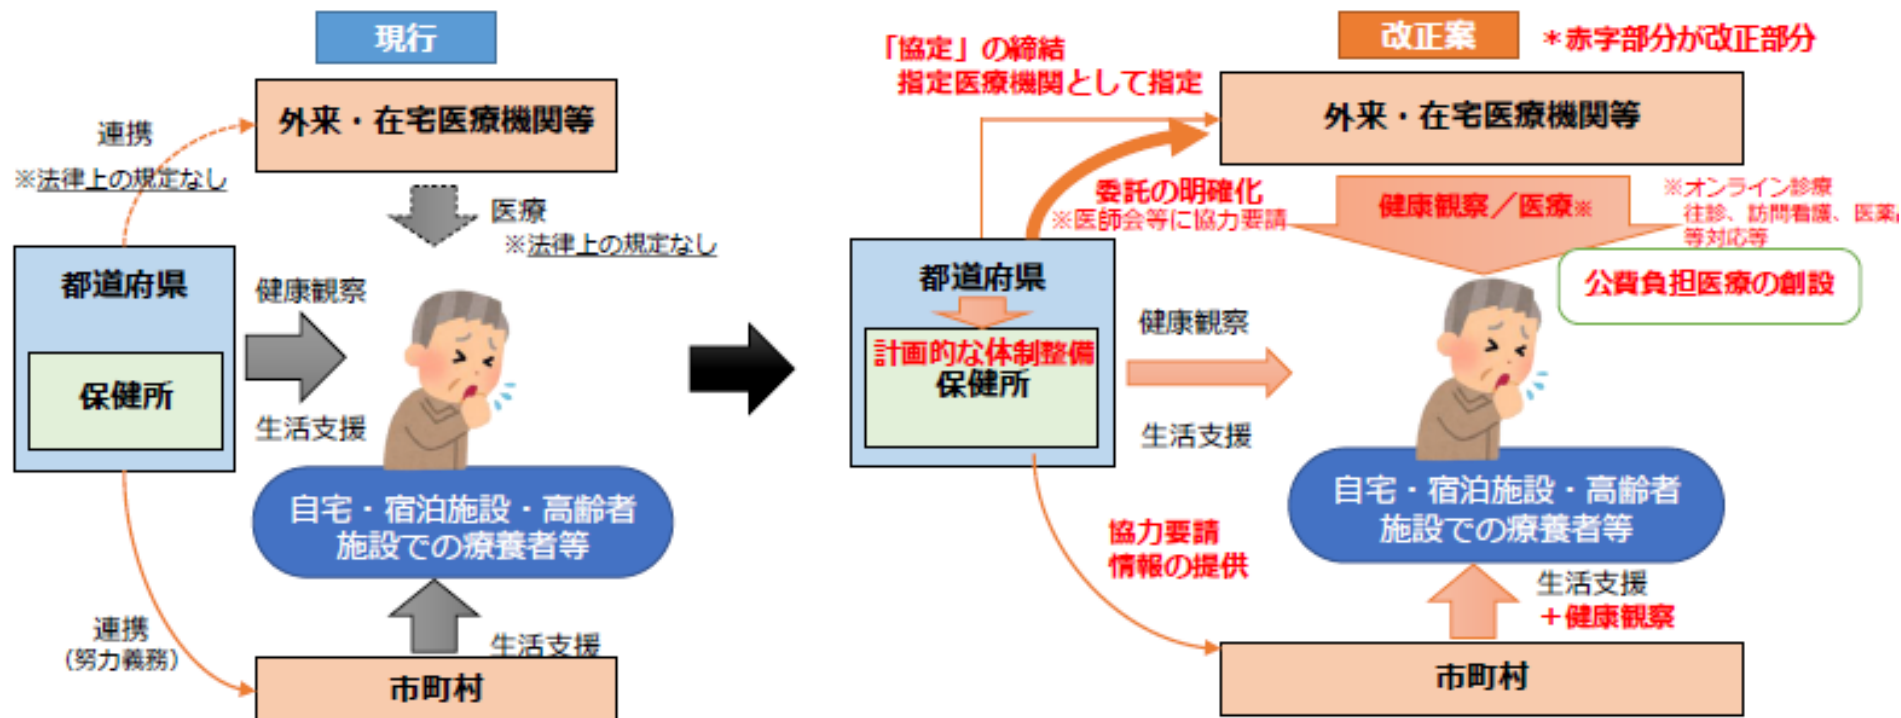 現行
外来・在宅医療機関等
連携
※法律上の規定なし
医療
※法律上の規定なし
都道府県
保健所
健康観察
生活支援
自宅・宿泊施設・高齢者
施設での療養者等
連携
(努力義務)
生活支援
市町村
改正案
*赤字部分が改正部分
「協定」の締結
指定医療機関として指定
外来・在宅医療機関等
委託の明確化
※医師会等に協力要請
健康観察/医療※
※オンライン診療
往診、訪問看護、医薬
等対応等
公費負担医療の創設
都道府県
計画的な体制整備
保健所
健康観察
生活支援
自宅・宿泊施設・高齢者
施設での療養者等
協力要請
情報の提供
生活支援
+健康観察
市町村